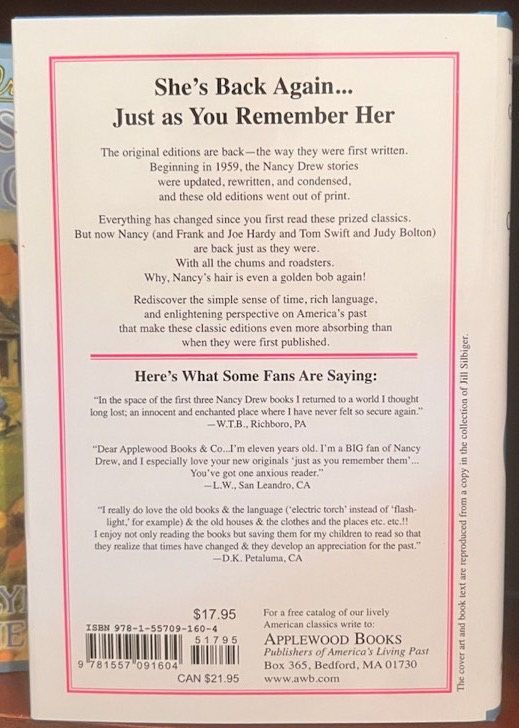 She's Back Again...
Just as You Remember Her
The original editions are back—the way they were first written.
Beginning in 1959, the Nancy Drew stories
were updated, rewritten, and condensed,
and these old editions went out of print.
Everything has changed since you first read these prized classics.
But now Nancy (and Frank and Joe Hardy and Tom Swift and Judy Bolton)
are back just as they were.
With all the chums and roadsters.
Why, Nancy's hair is even a golden bob again!
Rediscover the simple sense of time, rich language,
and enlightening perspective on America's past
that make these classic editions even more absorbing than
when they were first published.
Here's What Some Fans Are Saying:
"In the space of the first three Nancy Drew books I returned to a world I thought
long lost; an innocent and enchanted place where I have never felt so secure again."
—W.T.B., Richboro, PA
"Dear Applewood Books & Co...I'm eleven years old. I'm a BIG fan of Nancy
Drew, and I especially love your new originals 'just as you remember them'...
You've got one anxious reader."
—L.W., San Leandro, CA
"I really do love the old books & the language ('electric torch' instead of 'flash-
light,' for example) & the old houses & the clothes and the places etc. etc.!!
I enjoy not only reading the books but saving them for my children to read so that
they realize that times have changed & they develop an appreciation for the past."
—D.K. Petaluma, CA
$17.95
ISBN 978-1-55709-160-4
51795
9 781557 091604
CAN $21.95
For a free catalog of our lively
American classics write to:
APPLEWOOD BOOKS
Publishers of America's Living Past
Box 365, Bedford, MA 01730
www.awb.com
The cover art and book text are reproduced from a copy in the collection of Jill Silbiger.